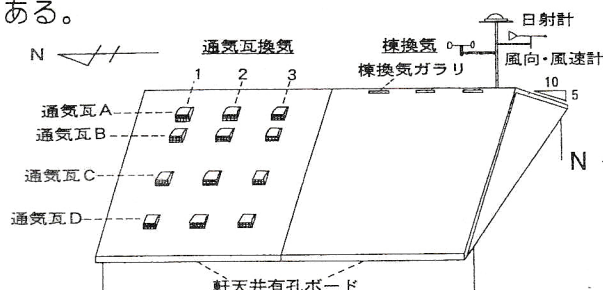 ある。
日射計
N
通気瓦換気
棟換気
風向・風速計
棟換気ガラリ
1 2 3
10
5
通気瓦A
通気瓦B
N
通気瓦C
通気瓦D
軒天井有孔ボード